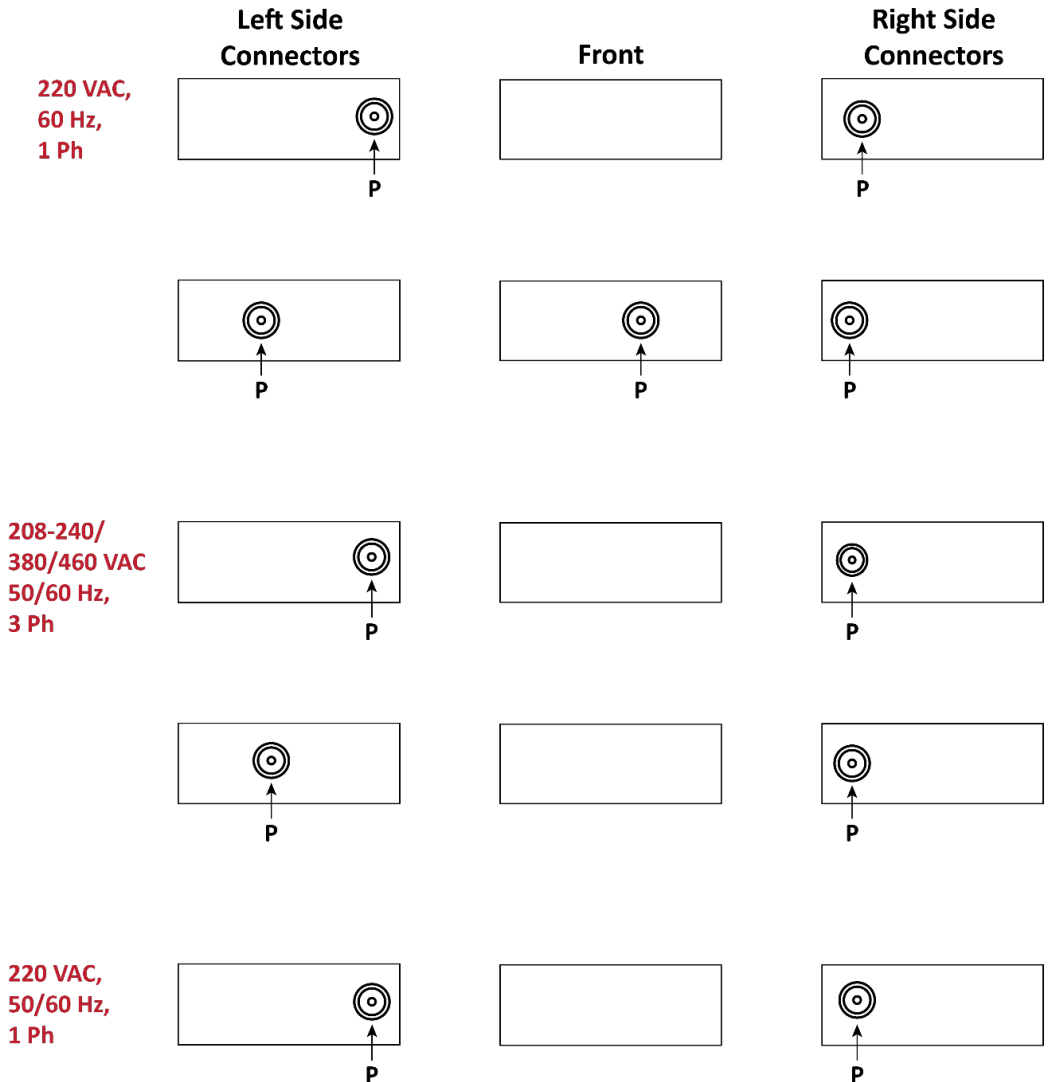 Left Side
Connectors
Front
Right Side
Connectors
220 VAC,
60 Hz,
1 Ph
P
P
P
P
P
208-240/
380/460 VAC
50/60 Hz,
3 Ph
P
P
P
P
220 VAC,
50/60 Hz,
1 Ph
P
P